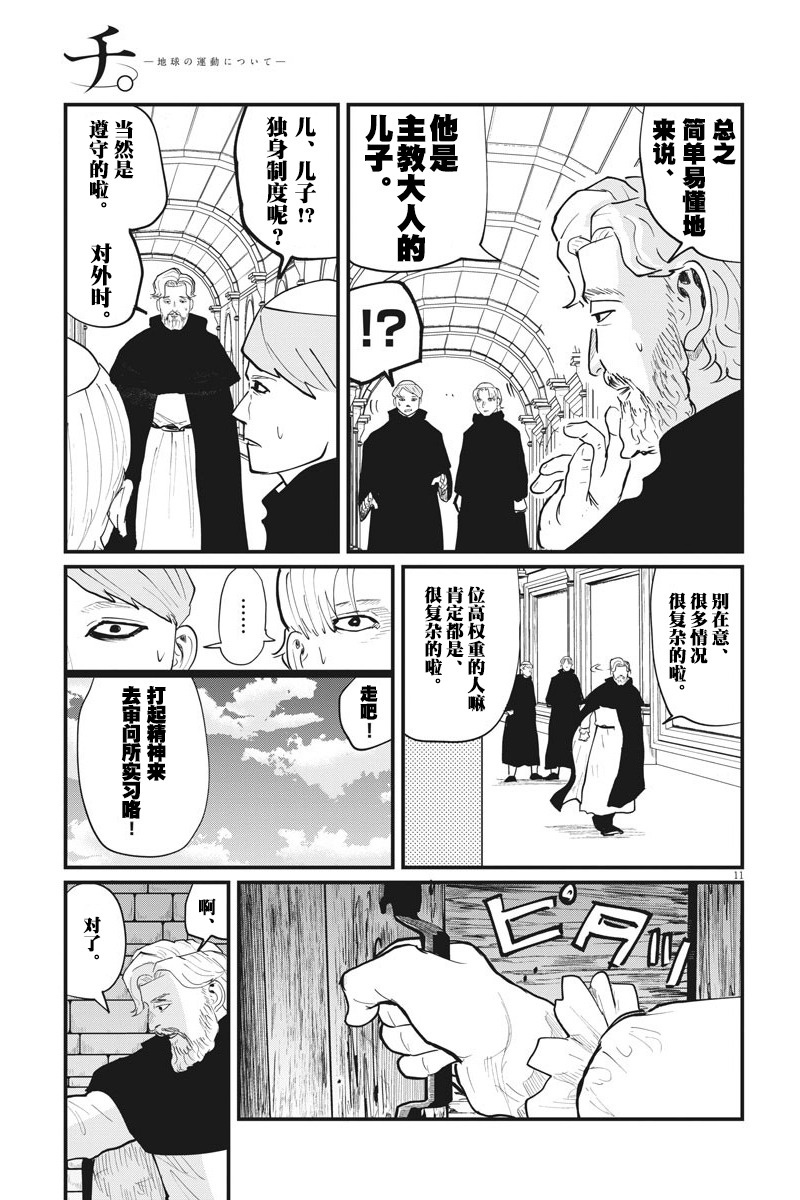 チ。
—地球の運動について—
总之
简单易懂地
来说、
他是
主教大人的
儿子。
!?
儿、儿子!?
独身制度呢？
当然是
遵守的啦。
对外时。
别在意、
很多情况
很复杂的啦。
位高权重的人嘛
肯定都是、
很复杂的啦。
……
走吧！
打起精神来
去审问所实习咯！
11
ピタッ
啊、
对了。